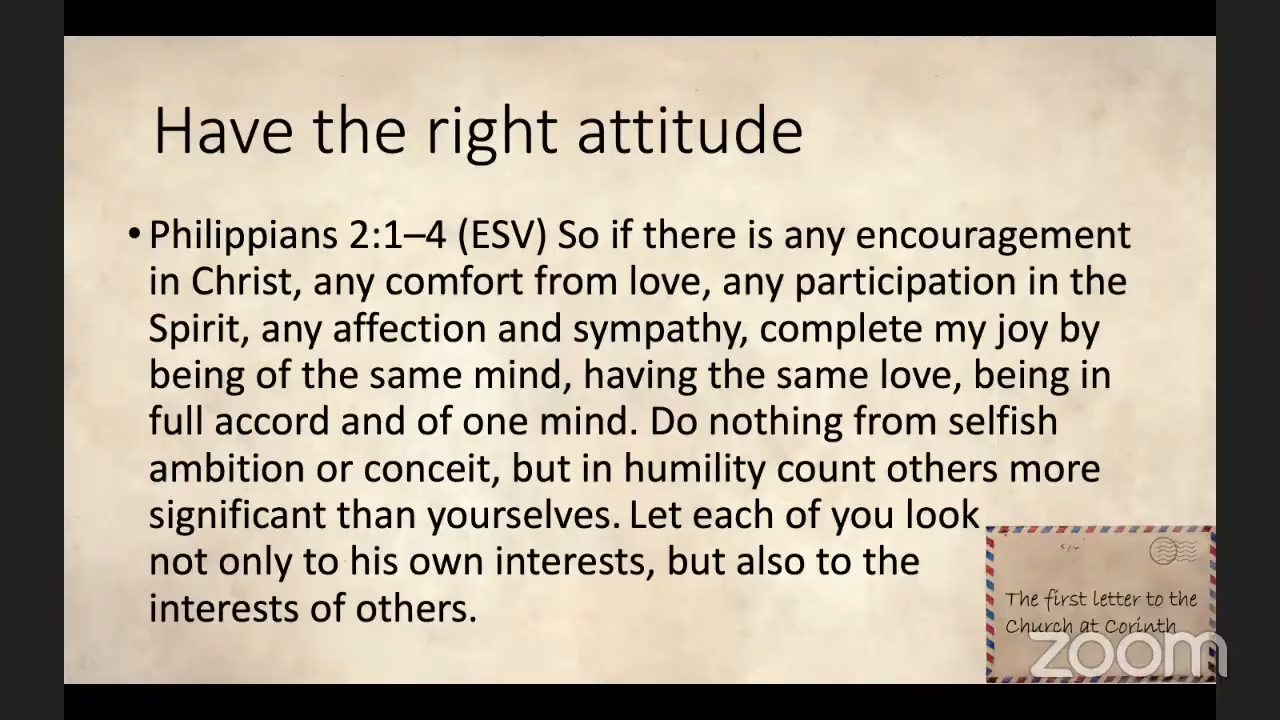 Have the right attitude
• Philippians 2:1–4 (ESV) So if there is any encouragement
in Christ, any comfort from love, any participation in the
Spirit, any affection and sympathy, complete my joy by
being of the same mind, having the same love, being in
full accord and of one mind. Do nothing from selfish
ambition or conceit, but in humility count others more
significant than yourselves. Let each of you look
not only to his own interests, but also to the
interests of others.
The first letter to the
Church at Corinth
zoom